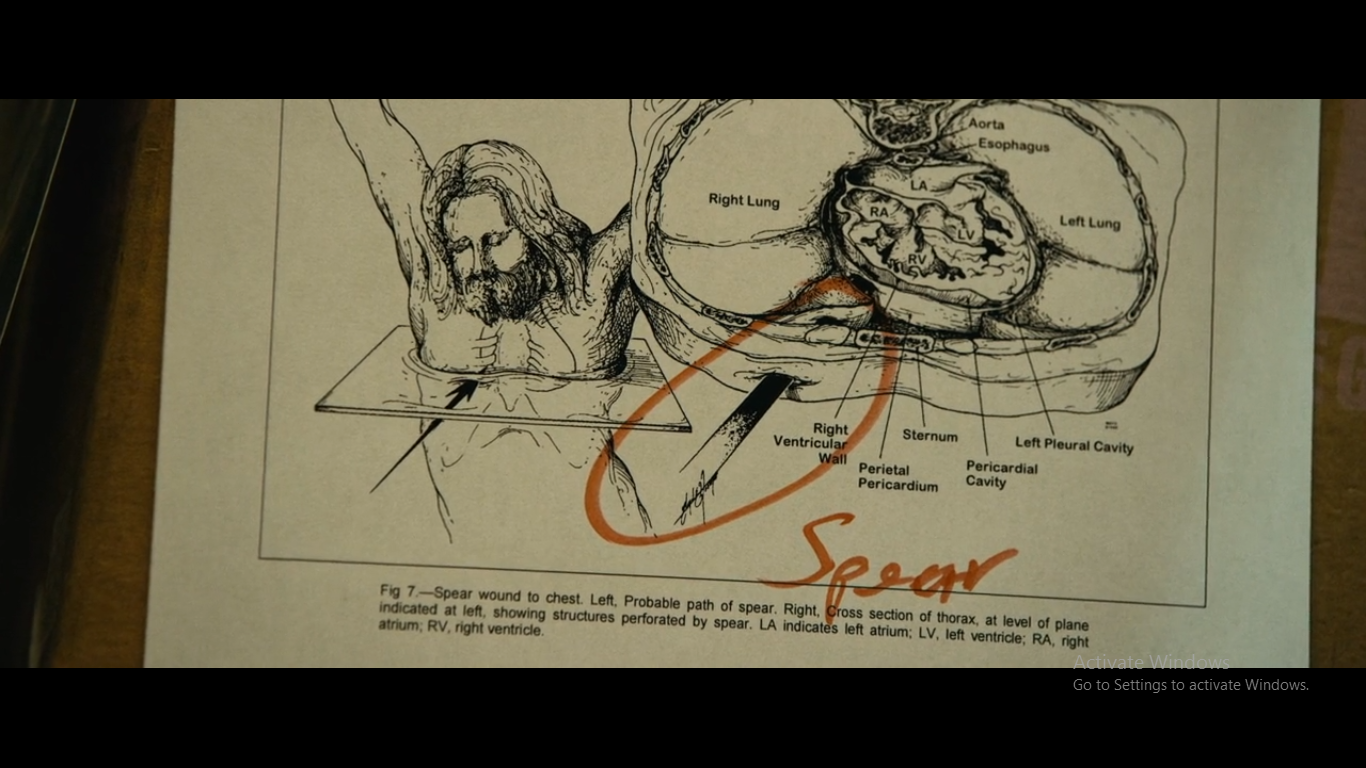 Aorta
Esophagus
LA
Right Lung
RA
Left Lung
LV
RV
Right
Ventricular
Wall
Sternum
Left Pleural Cavity
Perietal
Pericardium
Pericardial
Cavity
Spear
Fig 7.—Spear wound to chest. Left, Probable path of spear. Right, Cross section of thorax, at level of plane
indicated at left, showing structures perforated by spear. LA indicates left atrium; LV, left ventricle; RA, right
atrium; RV, right ventricle.
Activate Windows
Go to Settings to activate Windows.